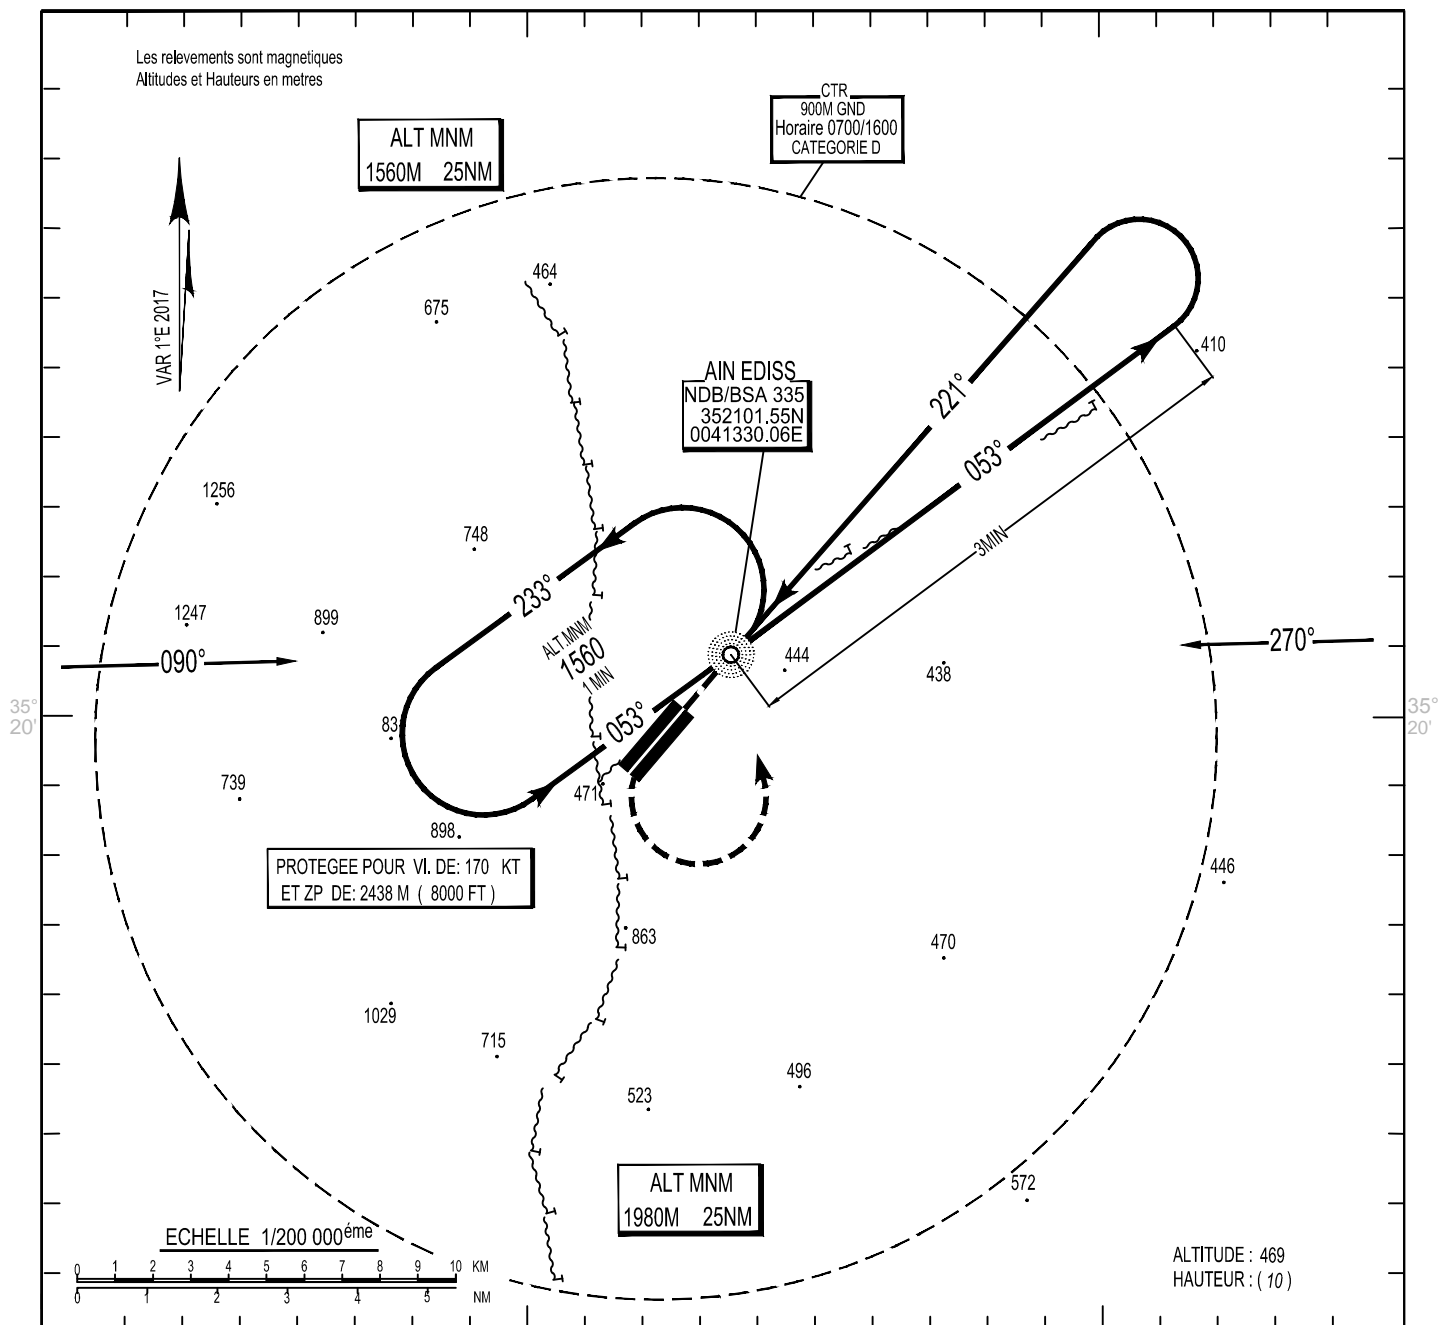 Les relevements sont magnetiques
Altitudes et Hauteurs en metres
CTR
900M GND
Horaire 0700/1600
CATEGORIE D
ALT MNM
1560M 25NM
VAR 1°E 2017
464
675
410
AIN EDISS
NDB/BSA 335
352101.55N
0041330.06E
221°
053°
3MIN
1256
748
233°
1247
899
ALT.MNM
1560
1 MIN
090°
270°
444
438
35°
20'
35°
20'
83
053°
739
471
898
PROTEGEE POUR VI. DE: 170 KT
ET ZP DE: 2438 M ( 8000 FT )
446
863
470
1029
715
496
523
572
ALT MNM
1980M 25NM
ECHELLE 1/200 000éme
0 1 2 3 4 5 6 7 8 9 10 KM
0 1 2 3 4 5 NM
ALTITUDE : 469
HAUTEUR : ( 10 )